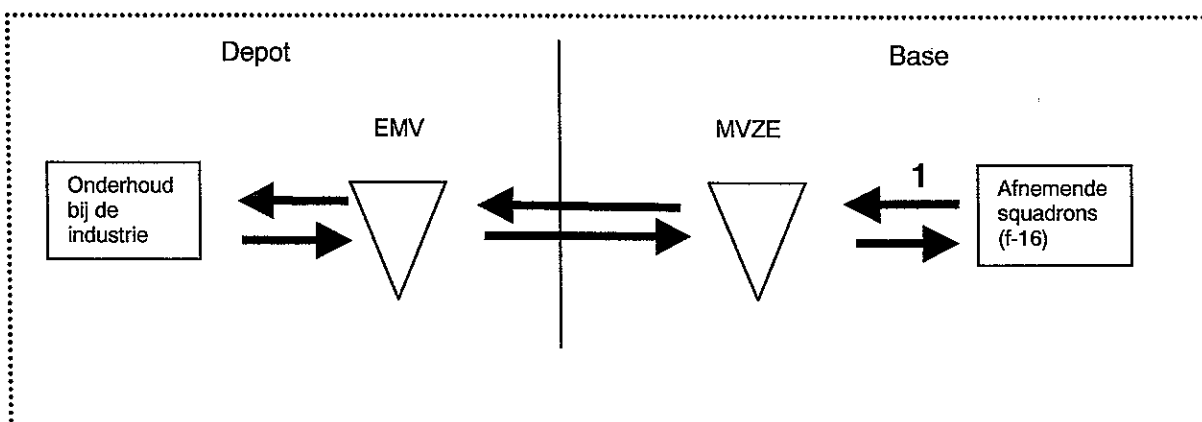 Depot
Base
EMV
MVZE
1
Onderhoud
bij de
industrie
Afnemende
squadrons
(f-16)